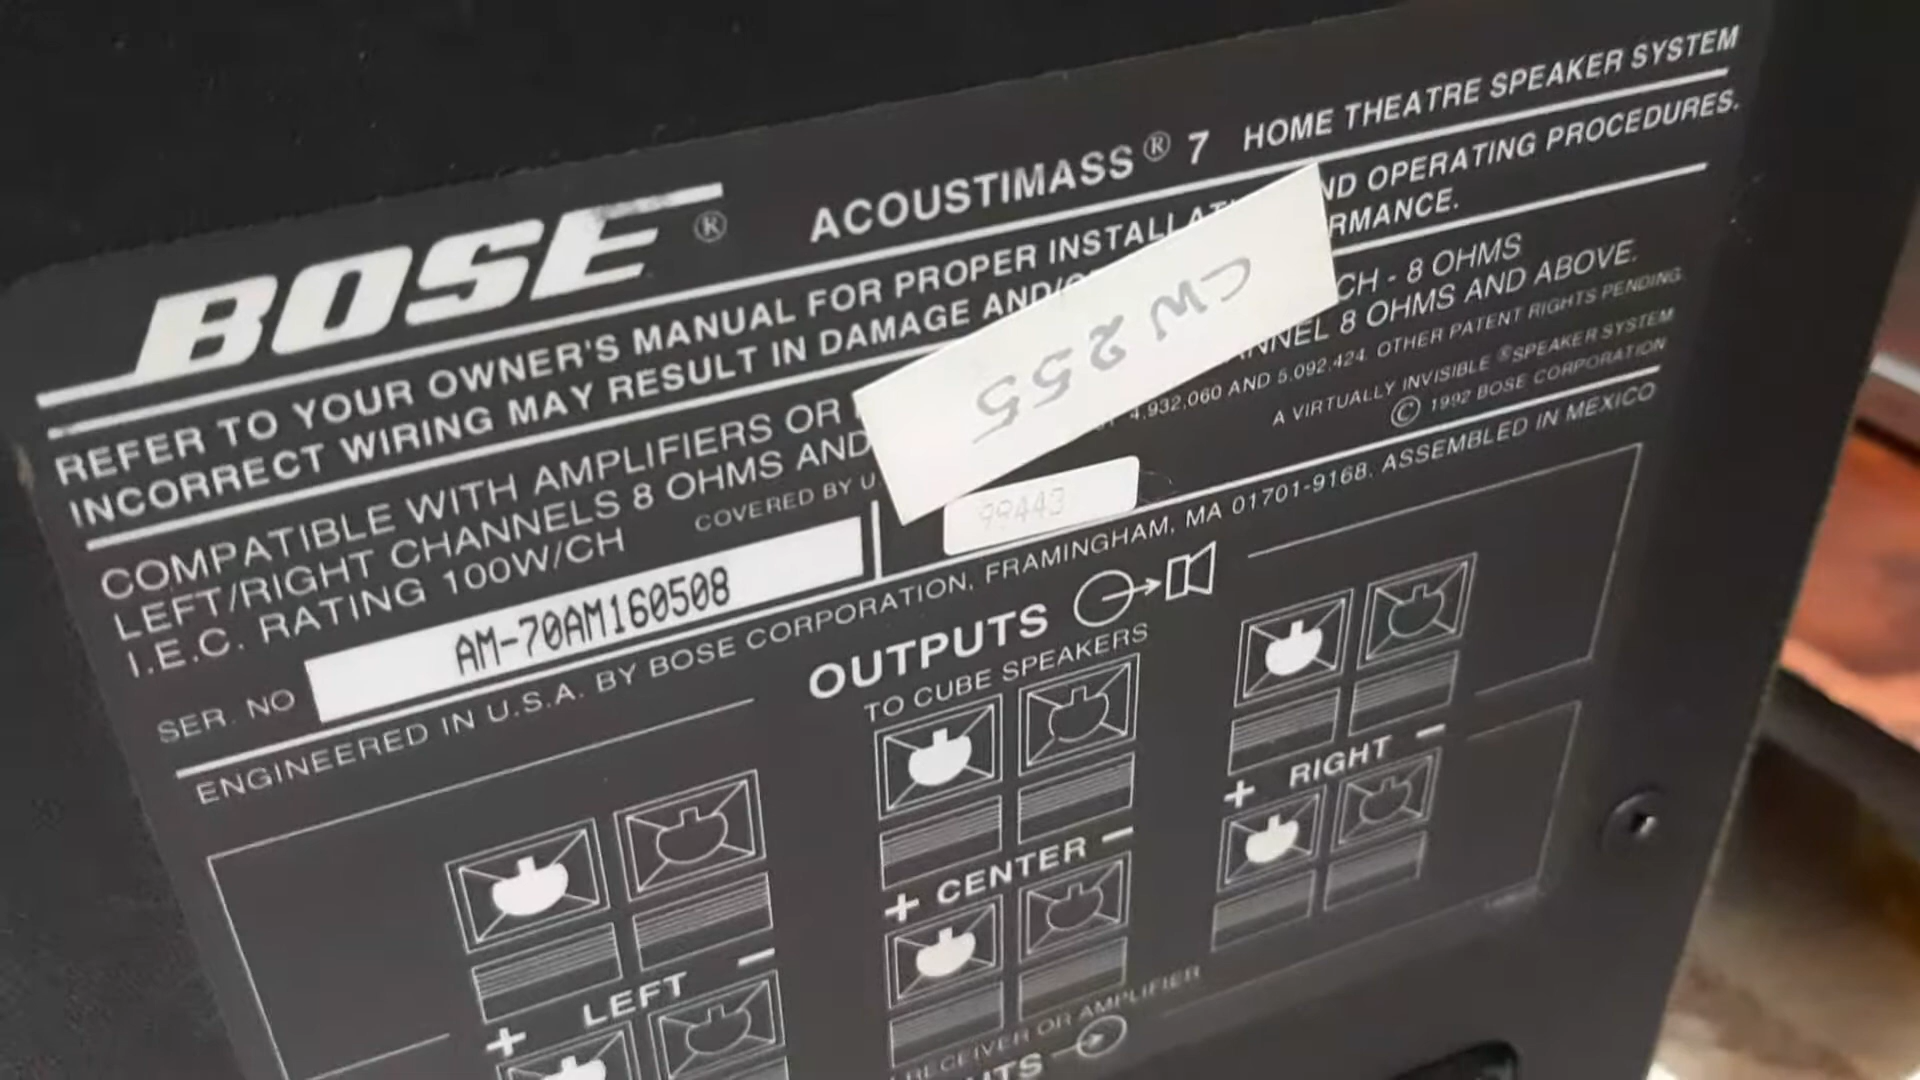 BOSE® ACOUSTIMASS® 7 HOME THEATRE SPEAKER SYSTEM
REFER TO YOUR OWNER'S MANUAL FOR PROPER ND OPERATING PROCEDURES.
INCORRECT WIRING MAY RESULT IN DAMAGE RMANCE.
COMPATIBLE WITH AMPLIFIERS OR CH - 8 OHMS
LEFT/RIGHT CHANNELS 8 OHMS AND NNEL 8 OHMS AND ABOVE.
I.E.C. RATING 100W/CH COVERED BY U 4,932,060 AND 5,092,424. OTHER PATENT RIGHTS PENDING.
CW 255
99443
A VIRTUALLY INVISIBLE® SPEAKER SYSTEM
© 1992 BOSE CORPORATION
SER. NO AM-70AM160508
ENGINEERED IN U.S.A. BY BOSE CORPORATION, FRAMINGHAM, MA 01701-9168. ASSEMBLED IN MEXICO
OUTPUTS
TO CUBE SPEAKERS
+ LEFT −
+ CENTER −
+ RIGHT −
RECEIVER OR AMPLIFIER